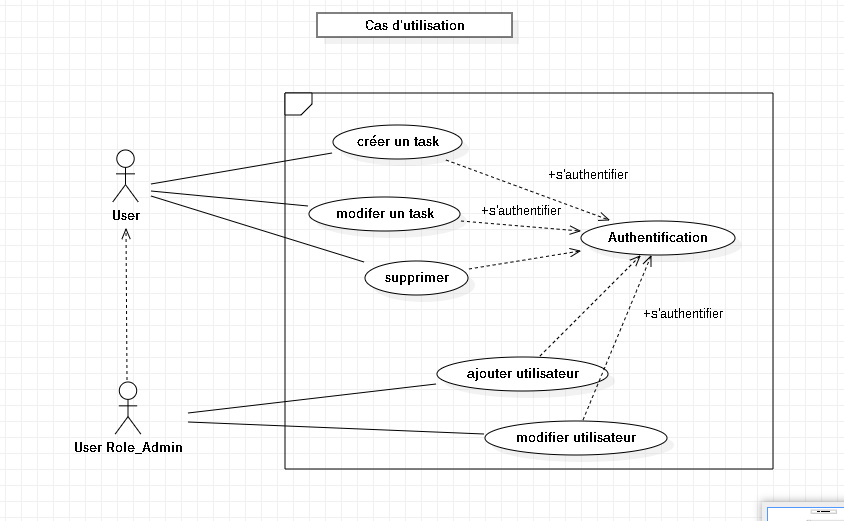 Cas d'utilisation
créer un task
+s'authentifier
User
modifer un task
+s'authentifier
Authentification
supprimer
+s'authentifier
ajouter utilisateur
User Role_Admin
modifier utilisateur